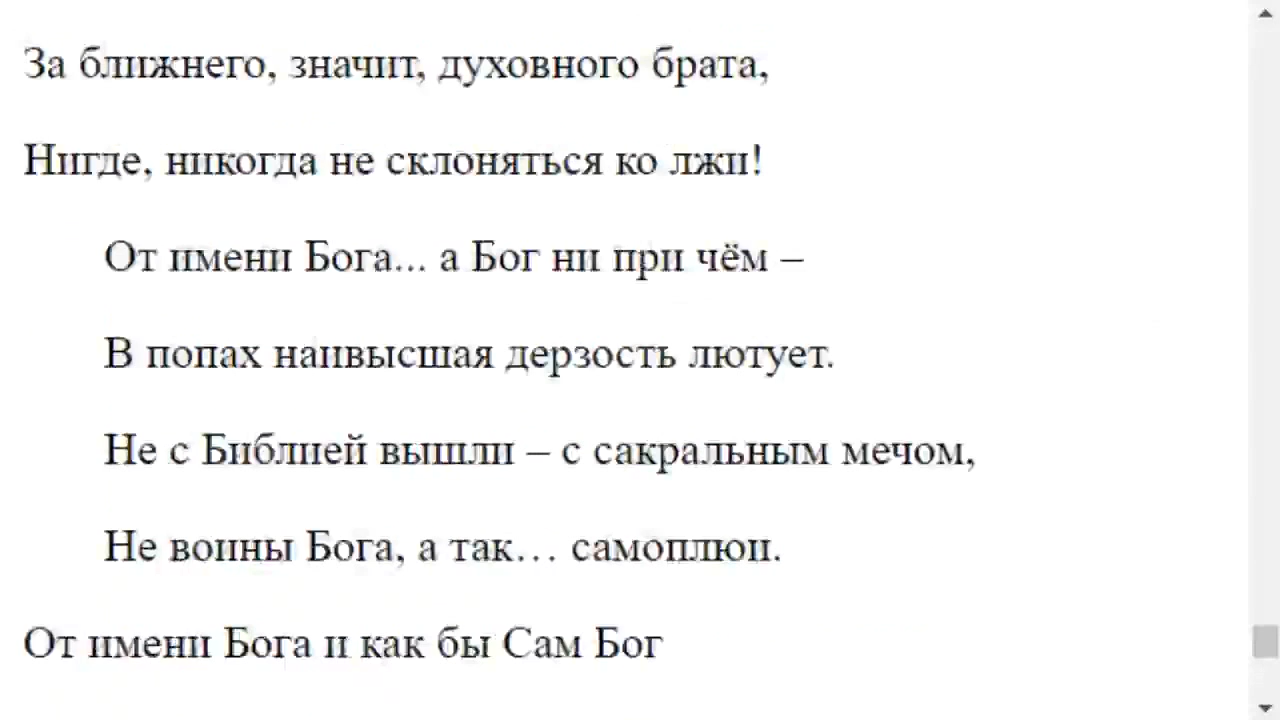 За ближнего, значит, духовного брата,
Нигде, никогда не склоняться ко лжи!
От имени Бога... а Бог ни при чём –
В попах наивысшая дерзость лютует.
Не с Библией вышли – с сакральным мечом,
Не воины Бога, а так… самоплюи.
От имени Бога и как бы Сам Бог